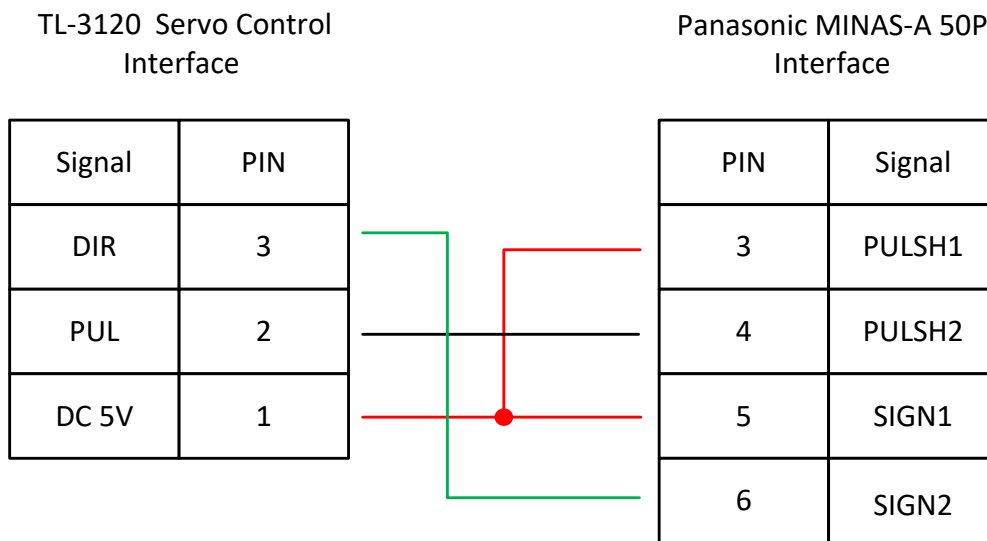 TL-3120 Servo Control
Interface
Panasonic MINAS-A 50P
Interface
Signal PIN
DIR 3
PUL 2
DC 5V 1
PIN Signal
3 PULSH1
4 PULSH2
5 SIGN1
6 SIGN2